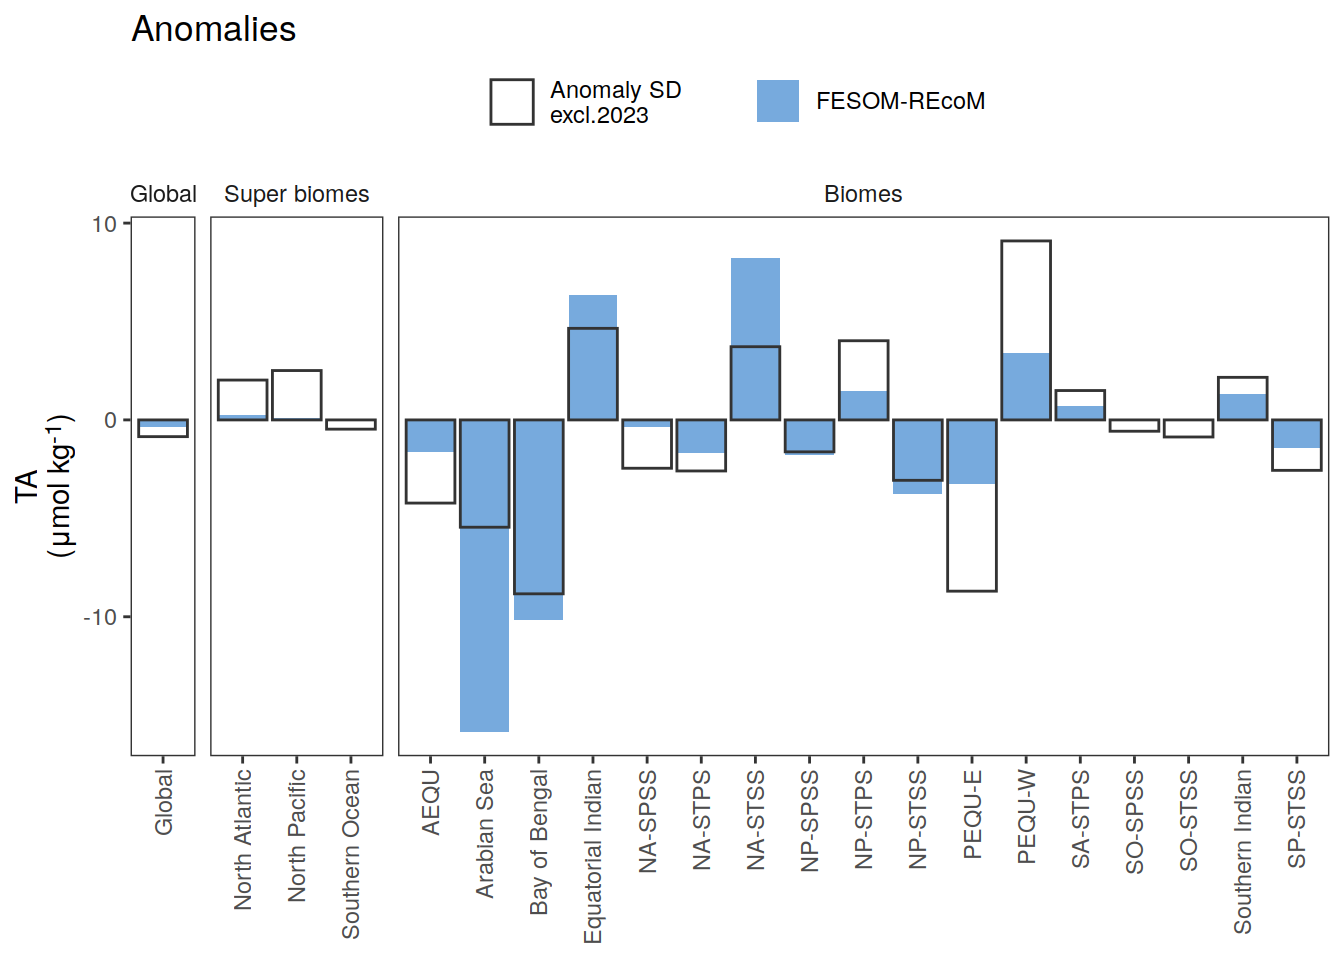 Anomalies
Anomaly SD
excl.2023
FESOM-REcoM
Global
Super biomes
Biomes
10
0
-10
TA
(μmol kg⁻¹)
Global
North Atlantic
North Pacific
Southern Ocean
AEQU
Arabian Sea
Bay of Bengal
Equatorial Indian
NA-SPSS
NA-STPS
NA-STSS
NP-SPSS
NP-STPS
NP-STSS
PEQU-E
PEQU-W
SA-STPS
SO-SPSS
SO-STSS
Southern Indian
SP-STSS